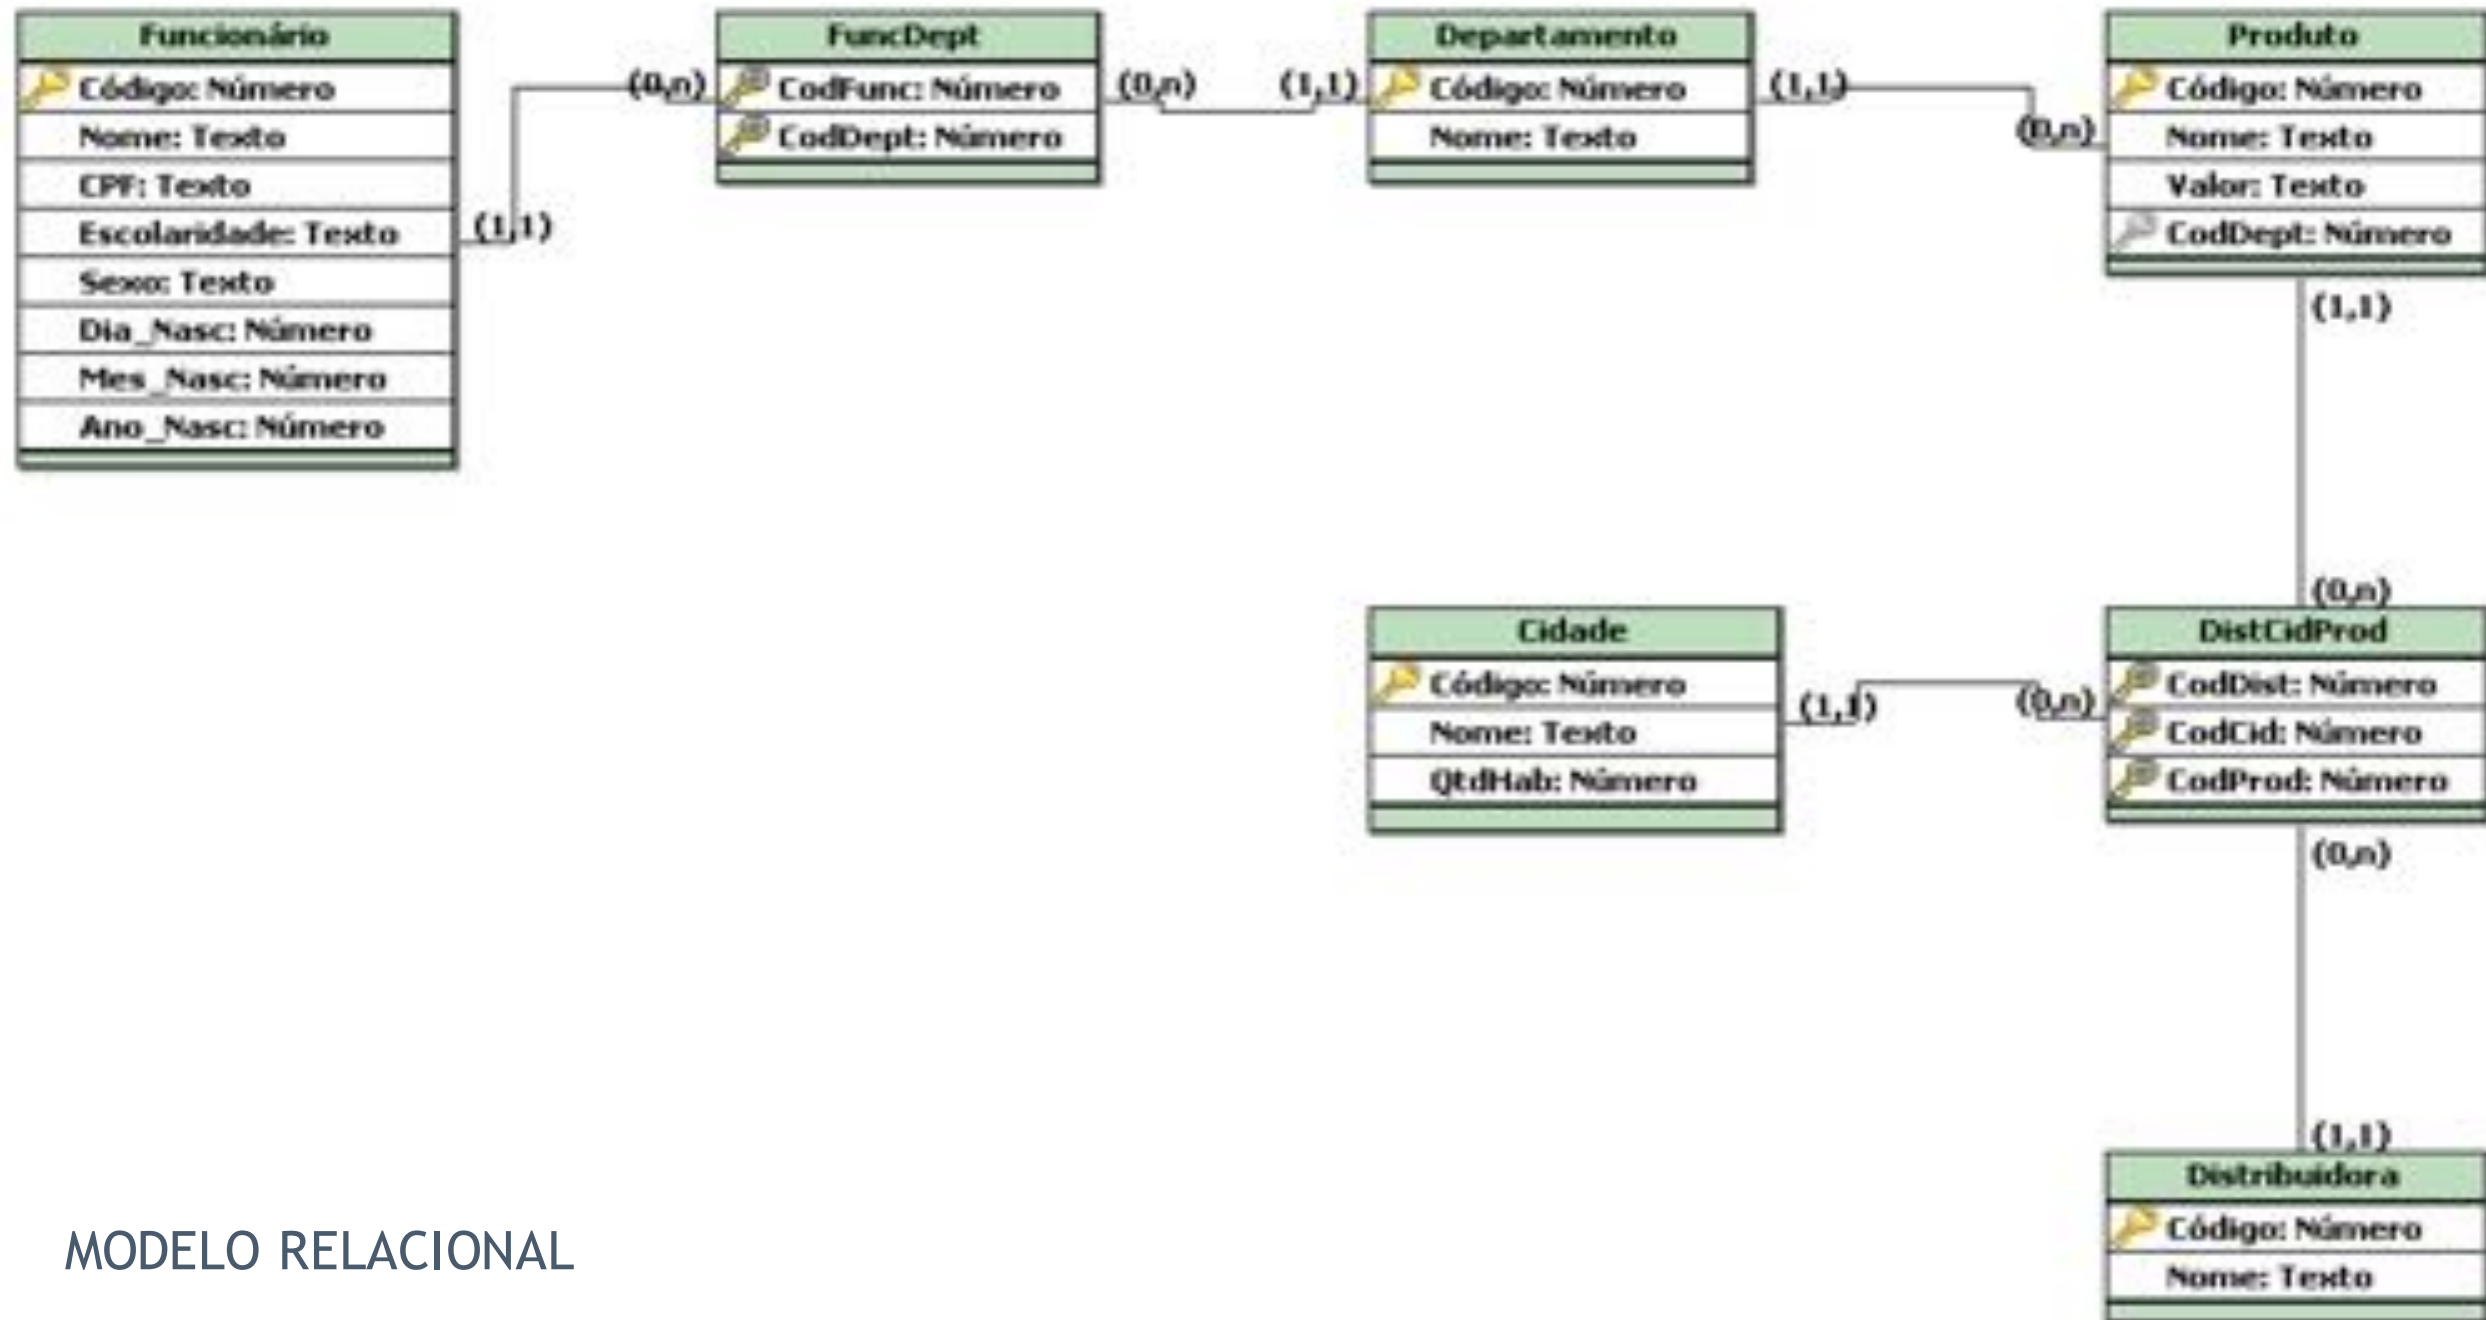 Funcionário
Código: Número
Nome: Texto
CPF: Texto
Escolaridade: Texto
Sexo: Texto
Dia_Nasc: Número
Mes_Nasc: Número
Ano_Nasc: Número
(1,1)
(0,n)
FuncDept
CodFunc: Número
CodDept: Número
(0,n)
(1,1)
Departamento
Código: Número
Nome: Texto
(1,1)
(0,n)
Produto
Código: Número
Nome: Texto
Valor: Texto
CodDept: Número
(1,1)
(0,n)
Cidade
Código: Número
Nome: Texto
QtdHab: Número
(1,1)
(0,n)
DistCidProd
CodDist: Número
CodCid: Número
CodProd: Número
(0,n)
(1,1)
Distribuidora
Código: Número
Nome: Texto
MODELO RELACIONAL